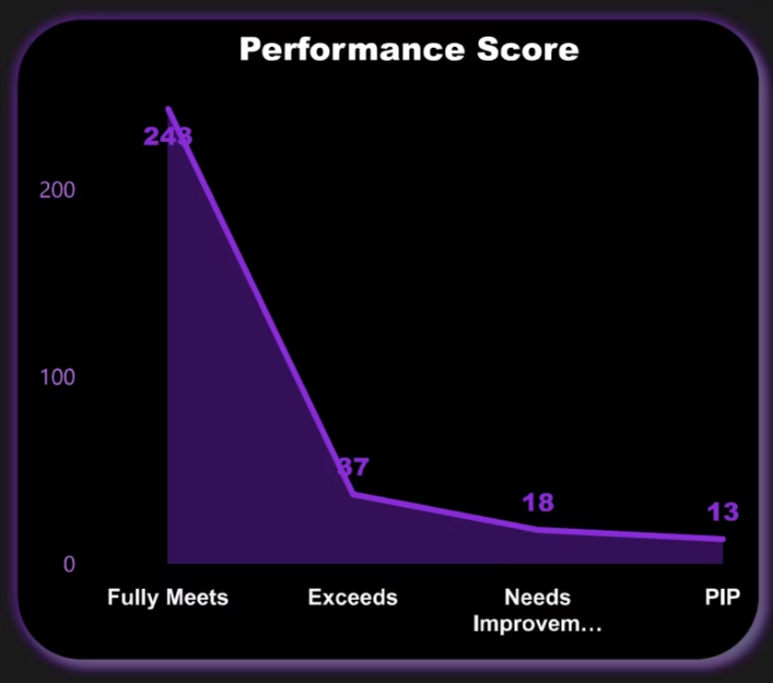 Performance Score
243
200
100
37
18
13
0
Fully Meets
Exceeds
Needs
Improvem...
PIP